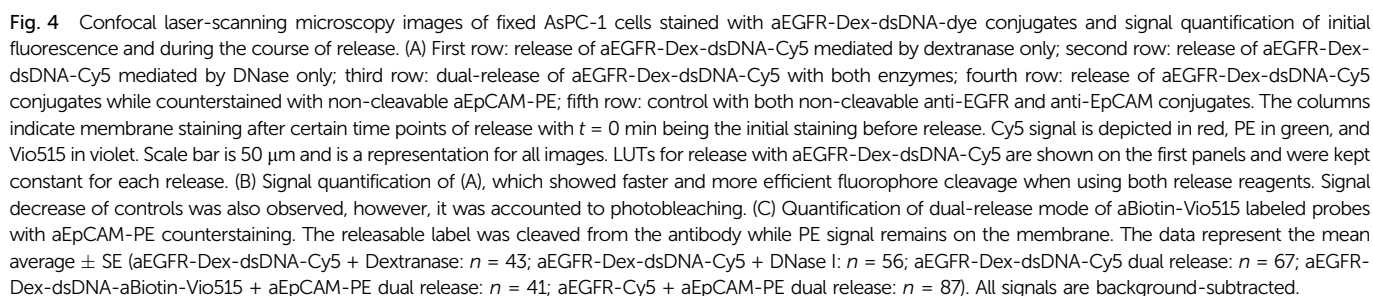 Fig. 4 Confocal laser-scanning microscopy images of fixed AsPC-1 cells stained with aEGFR-Dex-dsDNA-dye conjugates and signal quantification of initial
fluorescence and during the course of release. (A) First row: release of aEGFR-Dex-dsDNA-Cy5 mediated by dextranase only; second row: release of aEGFR-Dex-
dsDNA-Cy5 mediated by DNase only; third row: dual-release of aEGFR-Dex-dsDNA-Cy5 with both enzymes; fourth row: release of aEGFR-Dex-dsDNA-Cy5
conjugates while counterstained with non-cleavable aEpCAM-PE; fifth row: control with both non-cleavable anti-EGFR and anti-EpCAM conjugates. The columns
indicate membrane staining after certain time points of release with t = 0 min being the initial staining before release. Cy5 signal is depicted in red, PE in green, and
Vio515 in violet. Scale bar is 50 μm and is a representation for all images. LUTs for release with aEGFR-Dex-dsDNA-Cy5 are shown on the first panels and were kept
constant for each release. (B) Signal quantification of (A), which showed faster and more efficient fluorophore cleavage when using both release reagents. Signal
decrease of controls was also observed, however, it was accounted to photobleaching. (C) Quantification of dual-release mode of aBiotin-Vio515 labeled probes
with aEpCAM-PE counterstaining. The releasable label was cleaved from the antibody while PE signal remains on the membrane. The data represent the mean
average ± SE (aEGFR-Dex-dsDNA-Cy5 + Dextranase: n = 43; aEGFR-Dex-dsDNA-Cy5 + DNase I: n = 56; aEGFR-Dex-dsDNA-Cy5 dual release: n = 67; aEGFR-
Dex-dsDNA-aBiotin-Vio515 + aEpCAM-PE dual release: n = 41; aEGFR-Cy5 + aEpCAM-PE dual release: n = 87). All signals are background-subtracted.